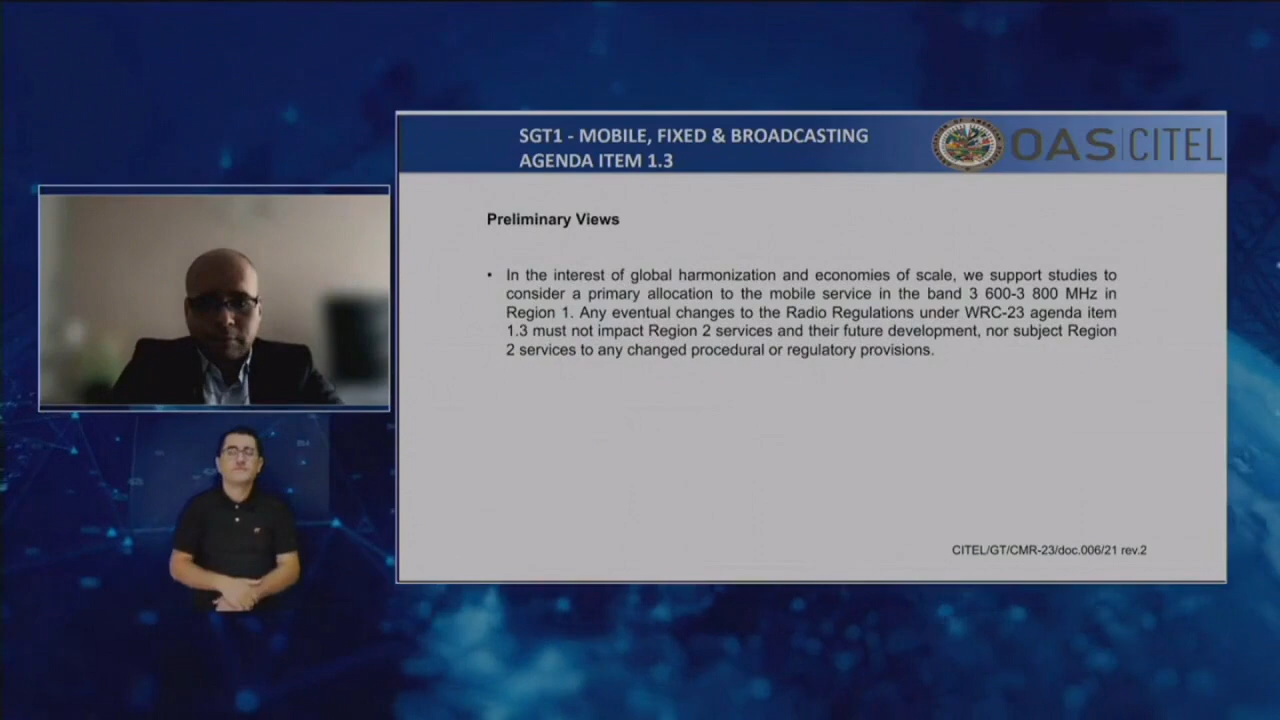 SGT1 - MOBILE, FIXED & BROADCASTING
AGENDA ITEM 1.3
OAS|CITEL
Preliminary Views
• In the interest of global harmonization and economies of scale, we support studies to
consider a primary allocation to the mobile service in the band 3 600-3 800 MHz in
Region 1. Any eventual changes to the Radio Regulations under WRC-23 agenda item
1.3 must not impact Region 2 services and their future development, nor subject Region
2 services to any changed procedural or regulatory provisions.
CITEL/GT/CMR-23/doc.006/21 rev.2